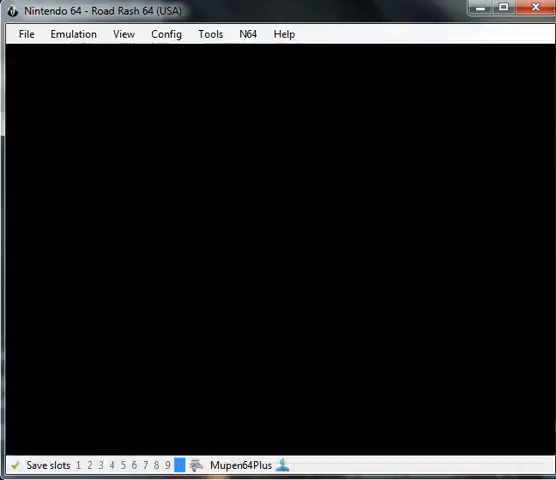 Nintendo 64 - Road Rash 64 (USA)
File Emulation View Config Tools N64 Help
Save slots 1 2 3 4 5 6 7 8 9 Mupen64Plus